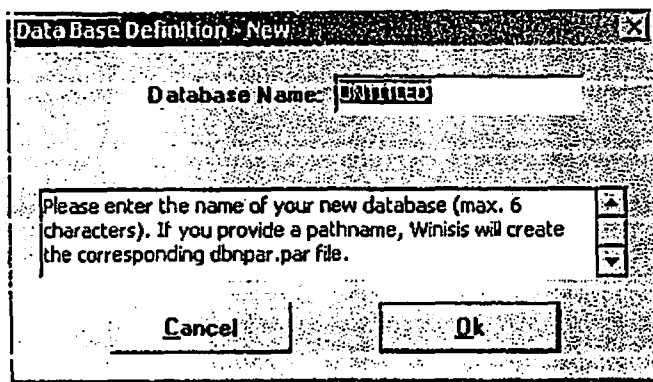 Data Base Definition - New
Database Name: UNTITLED
Please enter the name of your new database (max. 6
characters). If you provide a pathname, Winisis will create
the corresponding dbnpar.par file.
Cancel Ok